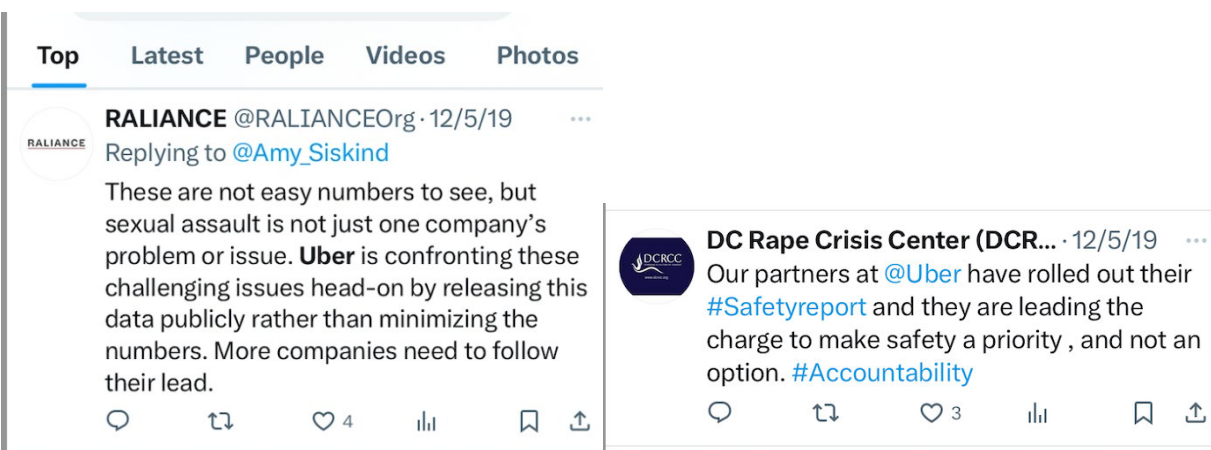 Top Latest People Videos Photos
RALIANCE
RALIANCE @RALIANCEOrg · 12/5/19
Replying to @Amy_Siskind
These are not easy numbers to see, but
sexual assault is not just one company’s
problem or issue. Uber is confronting these
challenging issues head-on by releasing this
data publicly rather than minimizing the
numbers. More companies need to follow
their lead.
4
DCRCC
DC Rape Crisis Center (DCR... · 12/5/19
Our partners at @Uber have rolled out their
#Safetyreport and they are leading the
charge to make safety a priority , and not an
option. #Accountability
3